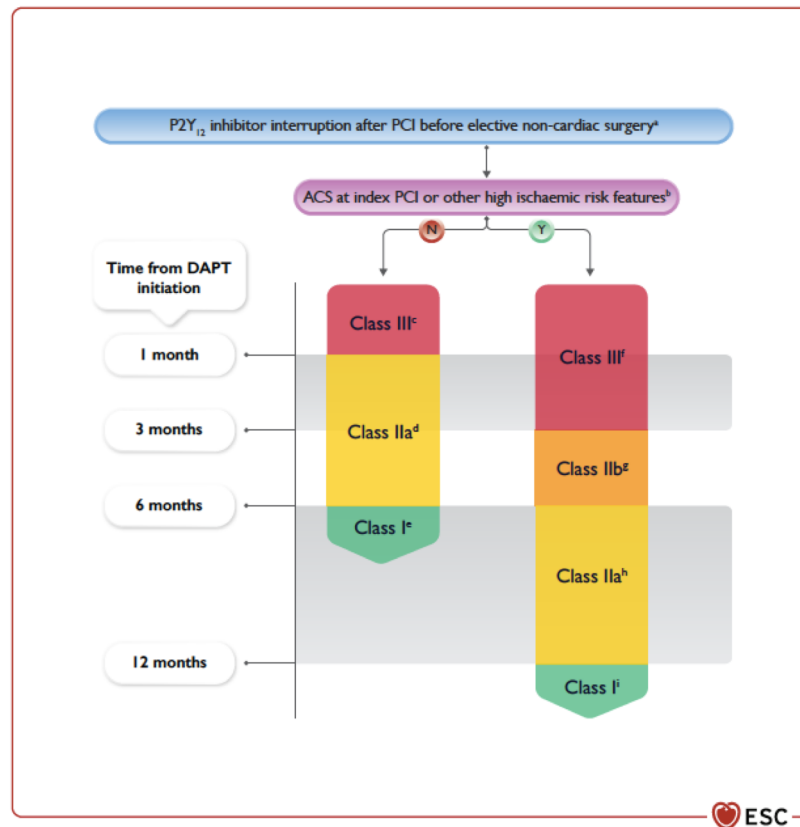 P2Y₁₂ inhibitor interruption after PCI before elective non-cardiac surgeryᵃ
ACS at index PCI or other high ischaemic risk featuresᵇ
N
Y
Time from DAPT
initiation
Class IIIᶜ
1 month
Class IIIᶠ
3 months
Class IIaᵈ
Class IIbᵍ
6 months
Class Iᵉ
Class IIaʰ
12 months
Class Iⁱ
ESC